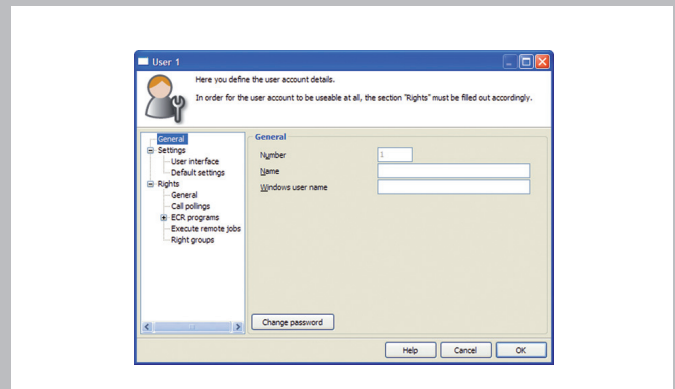 User 1
Here you define the user account details.
In order for the user account to be useable at all, the section "Rights" must be filled out accordingly.
General
Settings
User interface
Default settings
Rights
General
Call pollings
ECR programs
Execute remote jobs
Right groups
General
Number 1
Name
Windows user name
Change password
Help Cancel OK